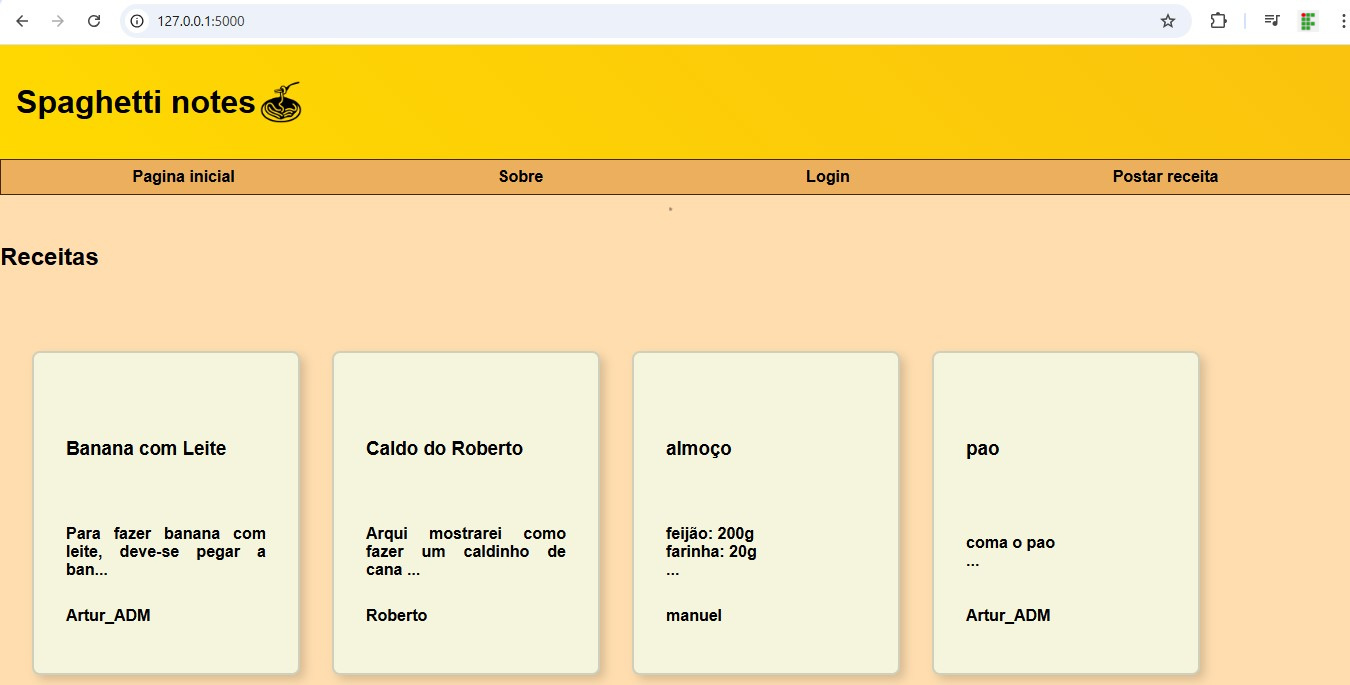 127.0.0.1:5000
Spaghetti notes
Pagina inicial
Sobre
Login
Postar receita
Receitas
Banana com Leite
Para fazer banana com
leite, deve-se pegar a
ban...
Artur_ADM
Caldo do Roberto
Arqui mostrarei como
fazer um caldinho de
cana ...
Roberto
almoço
feijão: 200g
farinha: 20g
...
manuel
pao
coma o pao
...
Artur_ADM